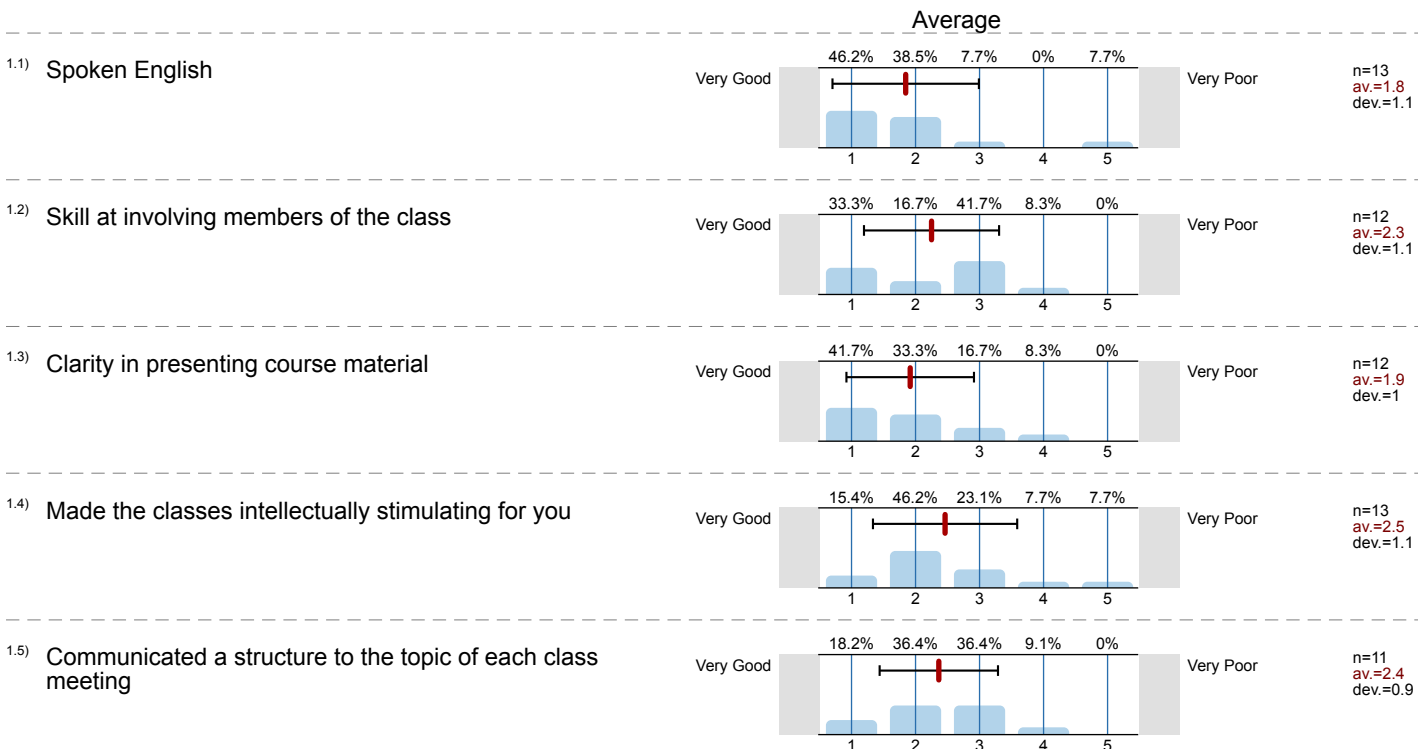 Average
1.1) Spoken English
46.2% 38.5% 7.7% 0% 7.7%
Very Good
Very Poor
n=13
av.=1.8
dev.=1.1
1 2 3 4 5
1.2) Skill at involving members of the class
33.3% 16.7% 41.7% 8.3% 0%
Very Good
Very Poor
n=12
av.=2.3
dev.=1.1
1 2 3 4 5
1.3) Clarity in presenting course material
41.7% 33.3% 16.7% 8.3% 0%
Very Good
Very Poor
n=12
av.=1.9
dev.=1
1 2 3 4 5
1.4) Made the classes intellectually stimulating for you
15.4% 46.2% 23.1% 7.7% 7.7%
Very Good
Very Poor
n=13
av.=2.5
dev.=1.1
1 2 3 4 5
1.5) Communicated a structure to the topic of each class
meeting
18.2% 36.4% 36.4% 9.1% 0%
Very Good
Very Poor
n=11
av.=2.4
dev.=0.9
1 2 3 4 5